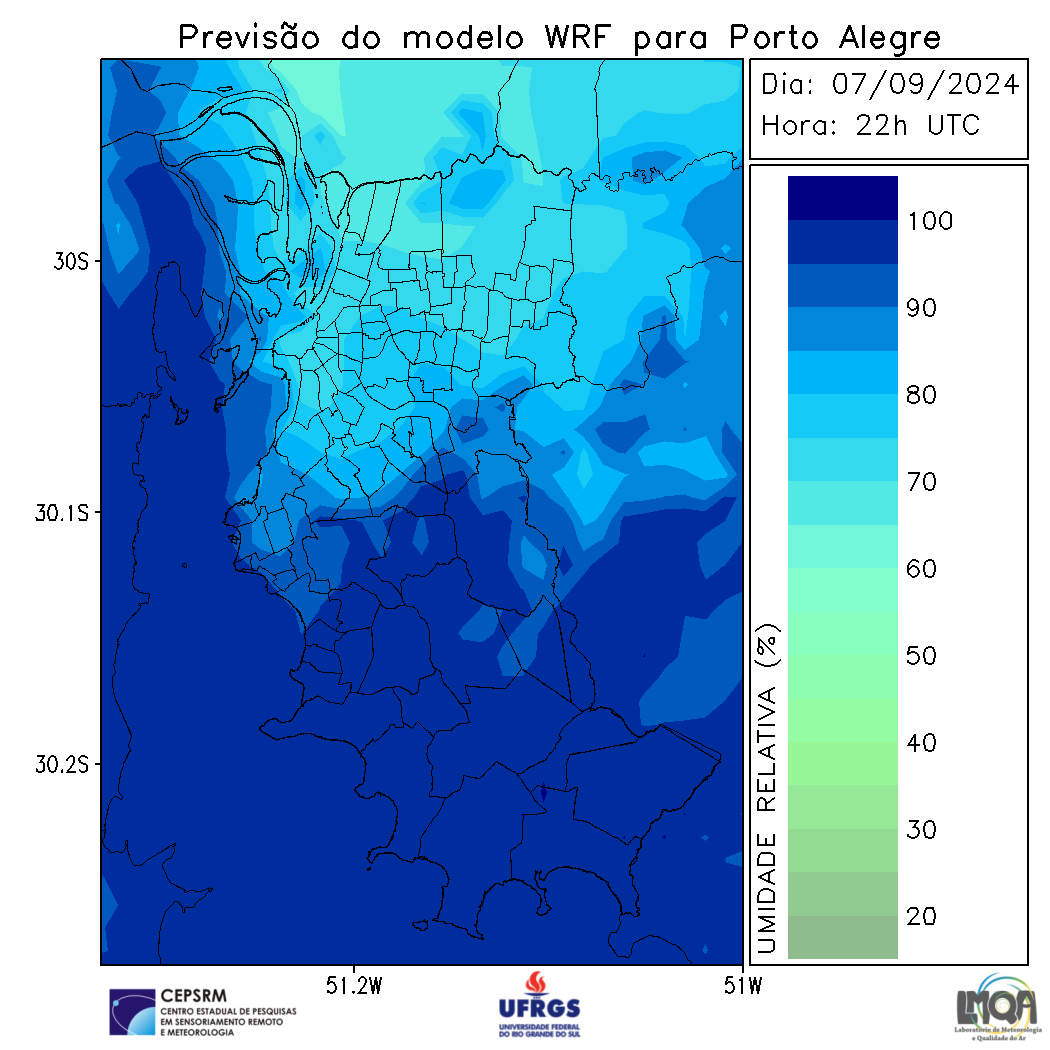 Previsão do modelo WRF para Porto Alegre
Dia: 07/09/2024
Hora: 22h UTC
100
90
80
70
60
50
40
30
20
UMIDADE RELATIVA (%)
30S
30.1S
30.2S
51.2W
51W
CEPSRM
CENTRO ESTADUAL DE PESQUISAS
EM SENSORIAMENTO REMOTO
E METEOROLOGIA
UFRGS
UNIVERSIDADE FEDERAL
DO RIO GRANDE DO SUL
LMQA
Laboratório de Meteorologia
e Qualidade do Ar